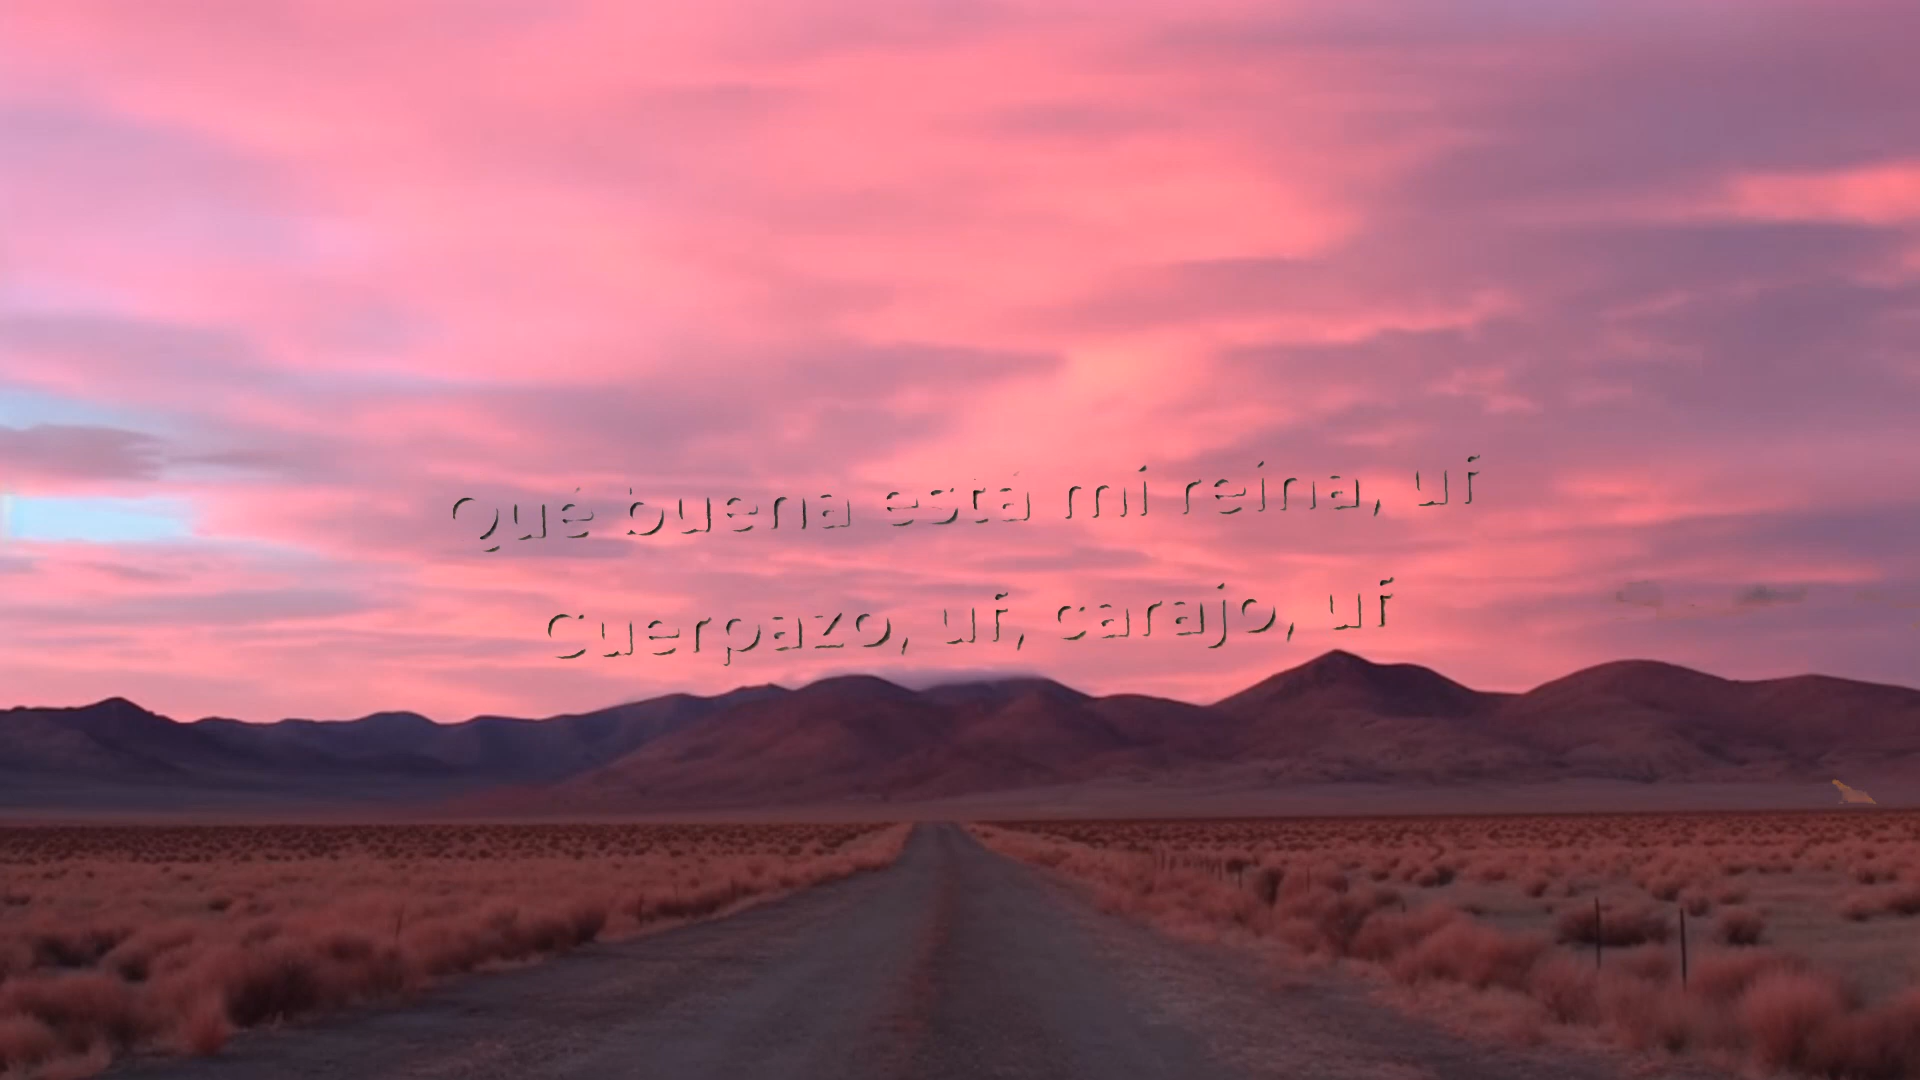 Qué buena está mi reina, uf
Cuerpazo, uf, carajo, uf